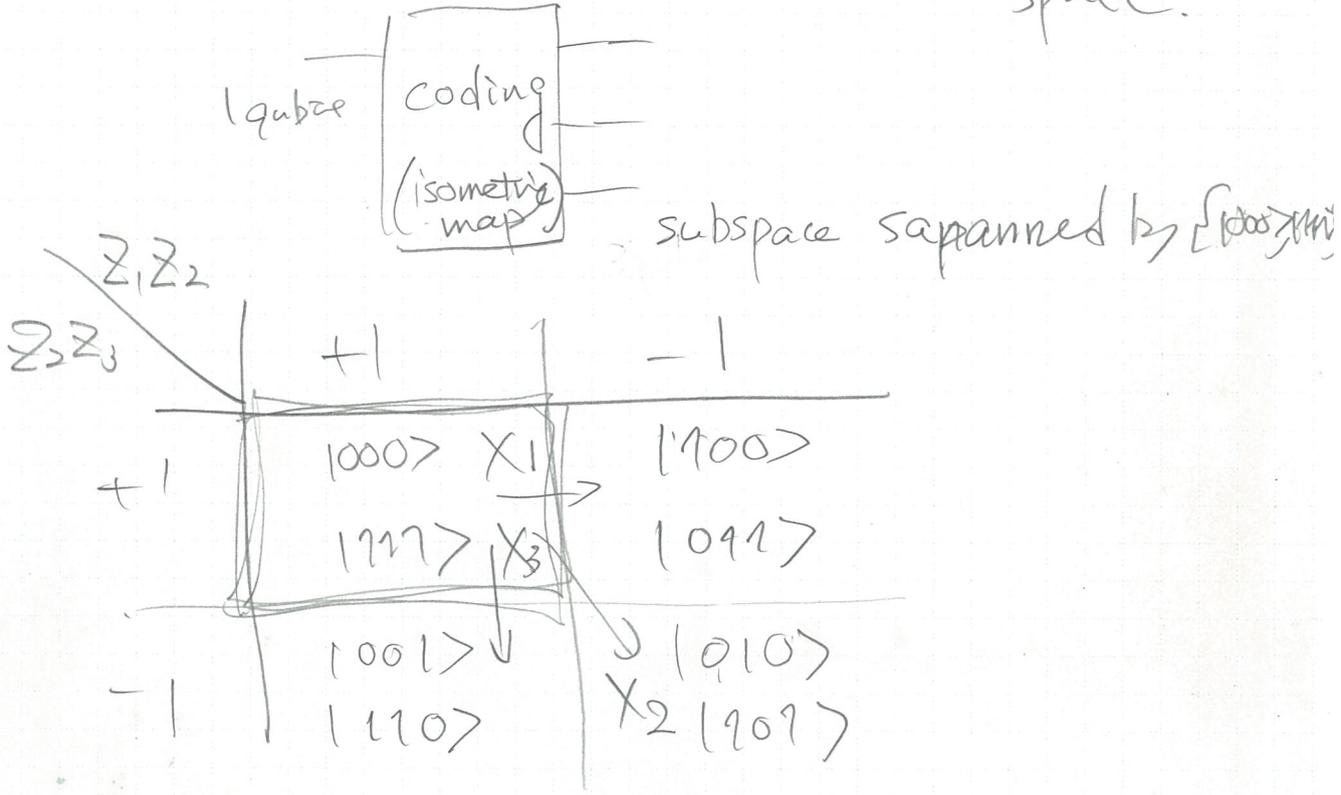 space.
coding
(isometric
map)
subspace sapanned by {|000>,|111>}
Z₁Z₂
Z₂Z₃
+1 -1
+1 |000> X1 |100>
|111> X3 |011>
|001> |010>
-1 |110> X2 |101>